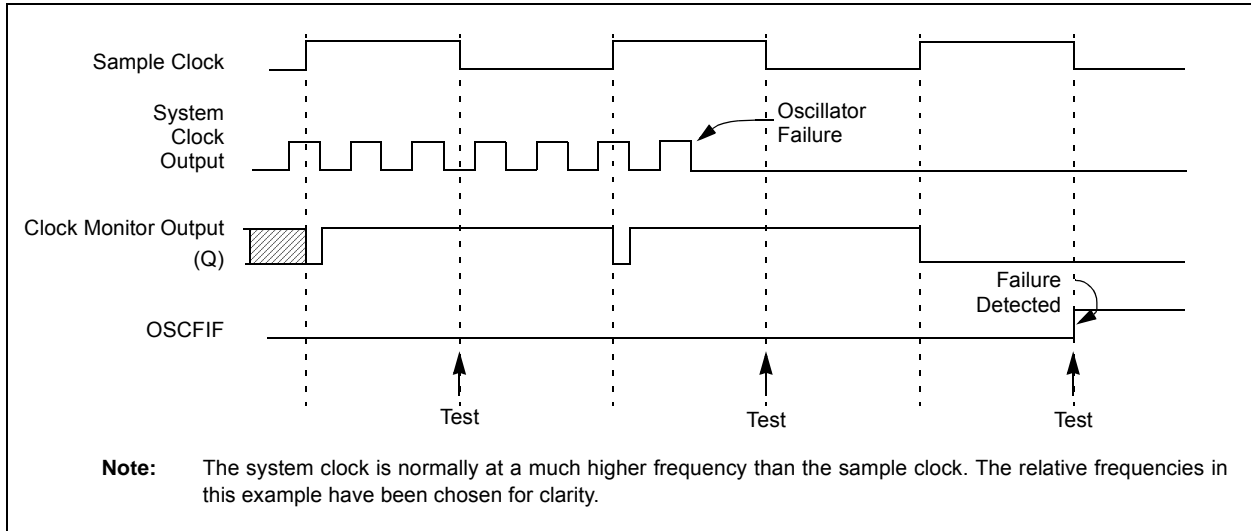 Sample Clock
System
Clock
Output
Oscillator
Failure
Clock Monitor Output
(Q)
Failure
Detected
OSCFIF
Test
Test
Test
Note: The system clock is normally at a much higher frequency than the sample clock. The relative frequencies in
this example have been chosen for clarity.